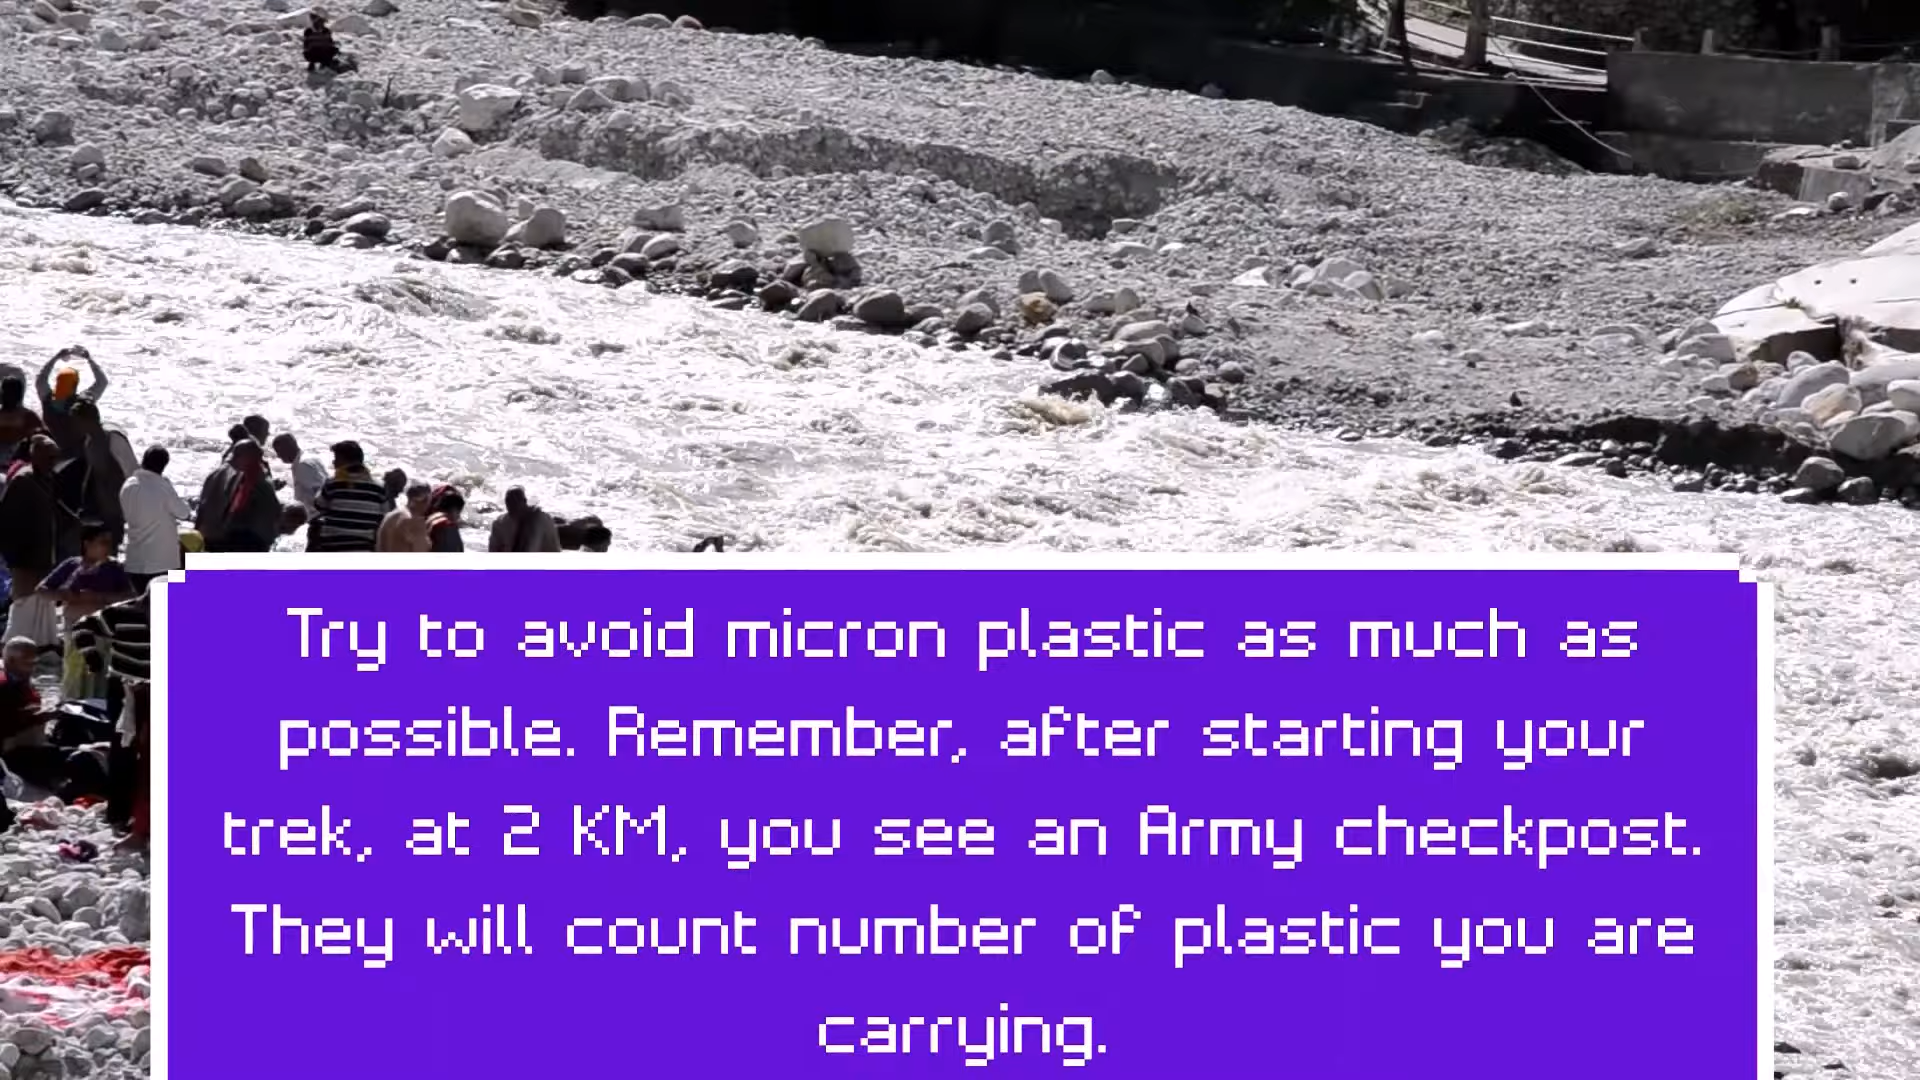 Try to avoid micron plastic as much as
possible. Remember, after starting your
trek, at 2 KM, you see an Army checkpost.
They will count number of plastic you are
carrying.